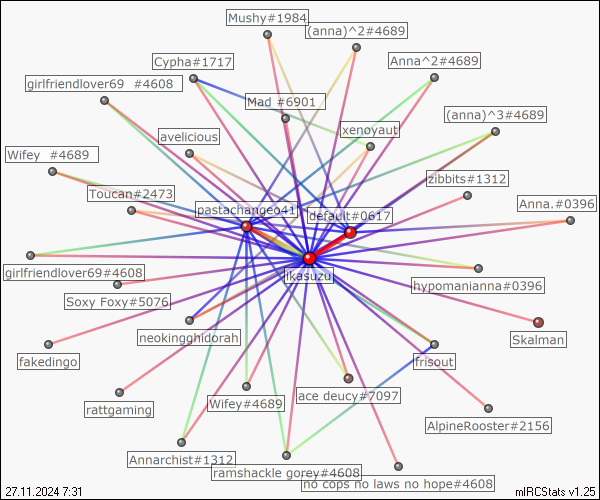 Mushy#1984
(anna)^2#4689
Cypha#1717
Anna^2#4689
girlfriendlover69 #4608
Mad #6901
(anna)^3#4689
xenoyaut
avelicious
Wifey #4689
zibbits#1312
Toucan#2473
Anna.#0396
pastachangeo41
default#0617
girlfriendlover69#4608
ikasuzu
hypomanianna#0396
Soxy Foxy#5076
neokingghidorah
Skalman
fakedingo
frisout
ace deucy#7097
Wifey#4689
rattgaming
AlpineRooster#2156
Annarchist#1312
ramshackle gorey#4608
no cops no laws no hope#4608
27.11.2024 7:31
mIRCStats v1.25